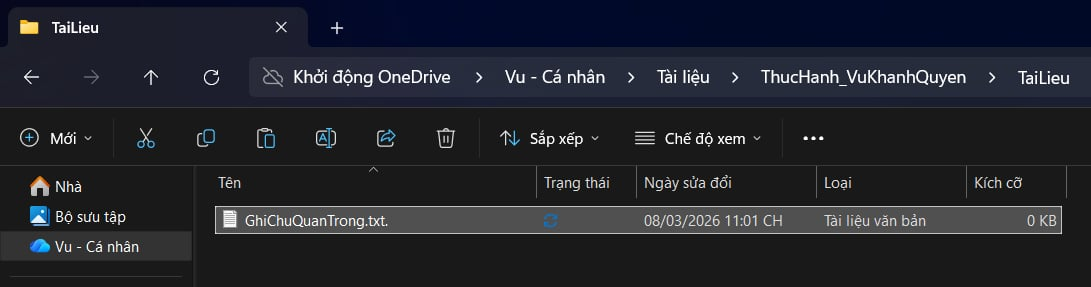 TaiLieu
Khởi động OneDrive > Vu - Cá nhân > Tài liệu > ThucHanh_VuKhanhQuyen > TaiLieu
Mới Sắp xếp Chế độ xem
Nhà
Bộ sưu tập
Vu - Cá nhân
Tên Trạng thái Ngày sửa đổi Loại Kích cỡ
GhiChuQuanTrong.txt. 08/03/2026 11:01 CH Tài liệu văn bản 0 KB